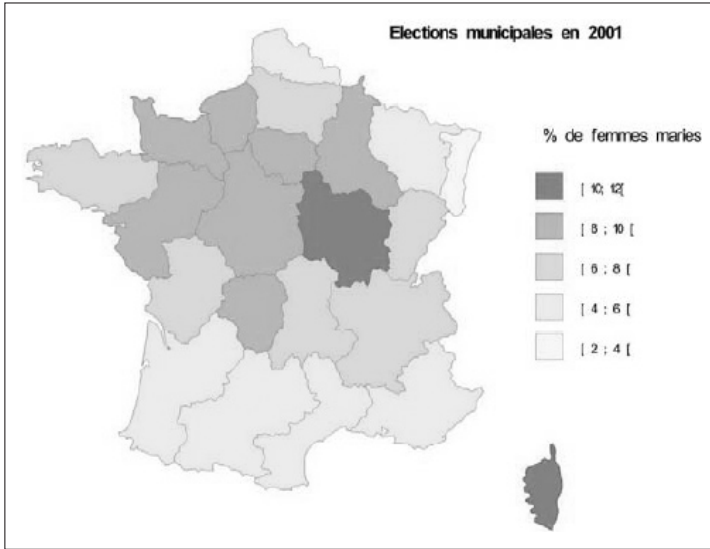 Elections municipales en 2001
% de femmes maries
[ 10; 12[
[ 8 ; 10 [
[ 6 ; 8 [
[ 4 ; 6 [
[ 2 ; 4 [